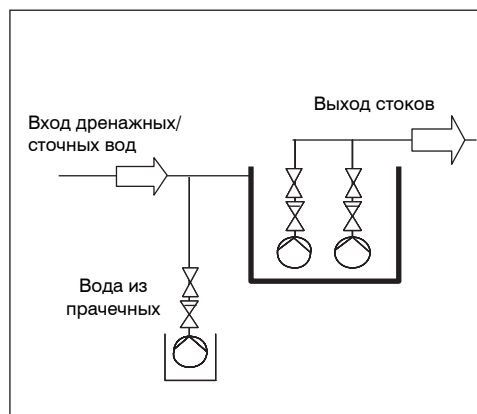 Выход стоков
Вход дренажных/
сточных вод
Вода из
прачечных